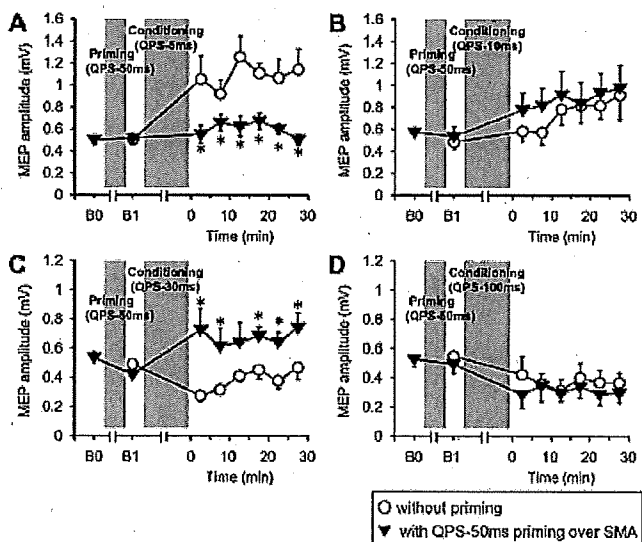 A
MEP amplitude (mV)
1.6
1.4
1.2
1
0.8
0.6
0.4
0.2
0
Priming
(QPS-50ms)
Conditioning
(QPS-5ms)
* * * * * *
B0 B1 0 10 20 30
Time (min)
B
MEP amplitude (mV)
1.6
1.4
1.2
1
0.8
0.6
0.4
0.2
0
Priming
(QPS-50ms)
Conditioning
(QPS-10ms)
B0 B1 0 10 20 30
Time (min)
C
MEP amplitude (mV)
1.2
1
0.8
0.6
0.4
0.2
0
Priming
(QPS-50ms)
Conditioning
(QPS-30ms)
* * * * *
B0 B1 0 10 20 30
Time (min)
D
MEP amplitude (mV)
1.2
1
0.8
0.6
0.4
0.2
0
Priming
(QPS-50ms)
Conditioning
(QPS-100ms)
B0 B1 0 10 20 30
Time (min)
without priming
with QPS-50ms priming over SMA